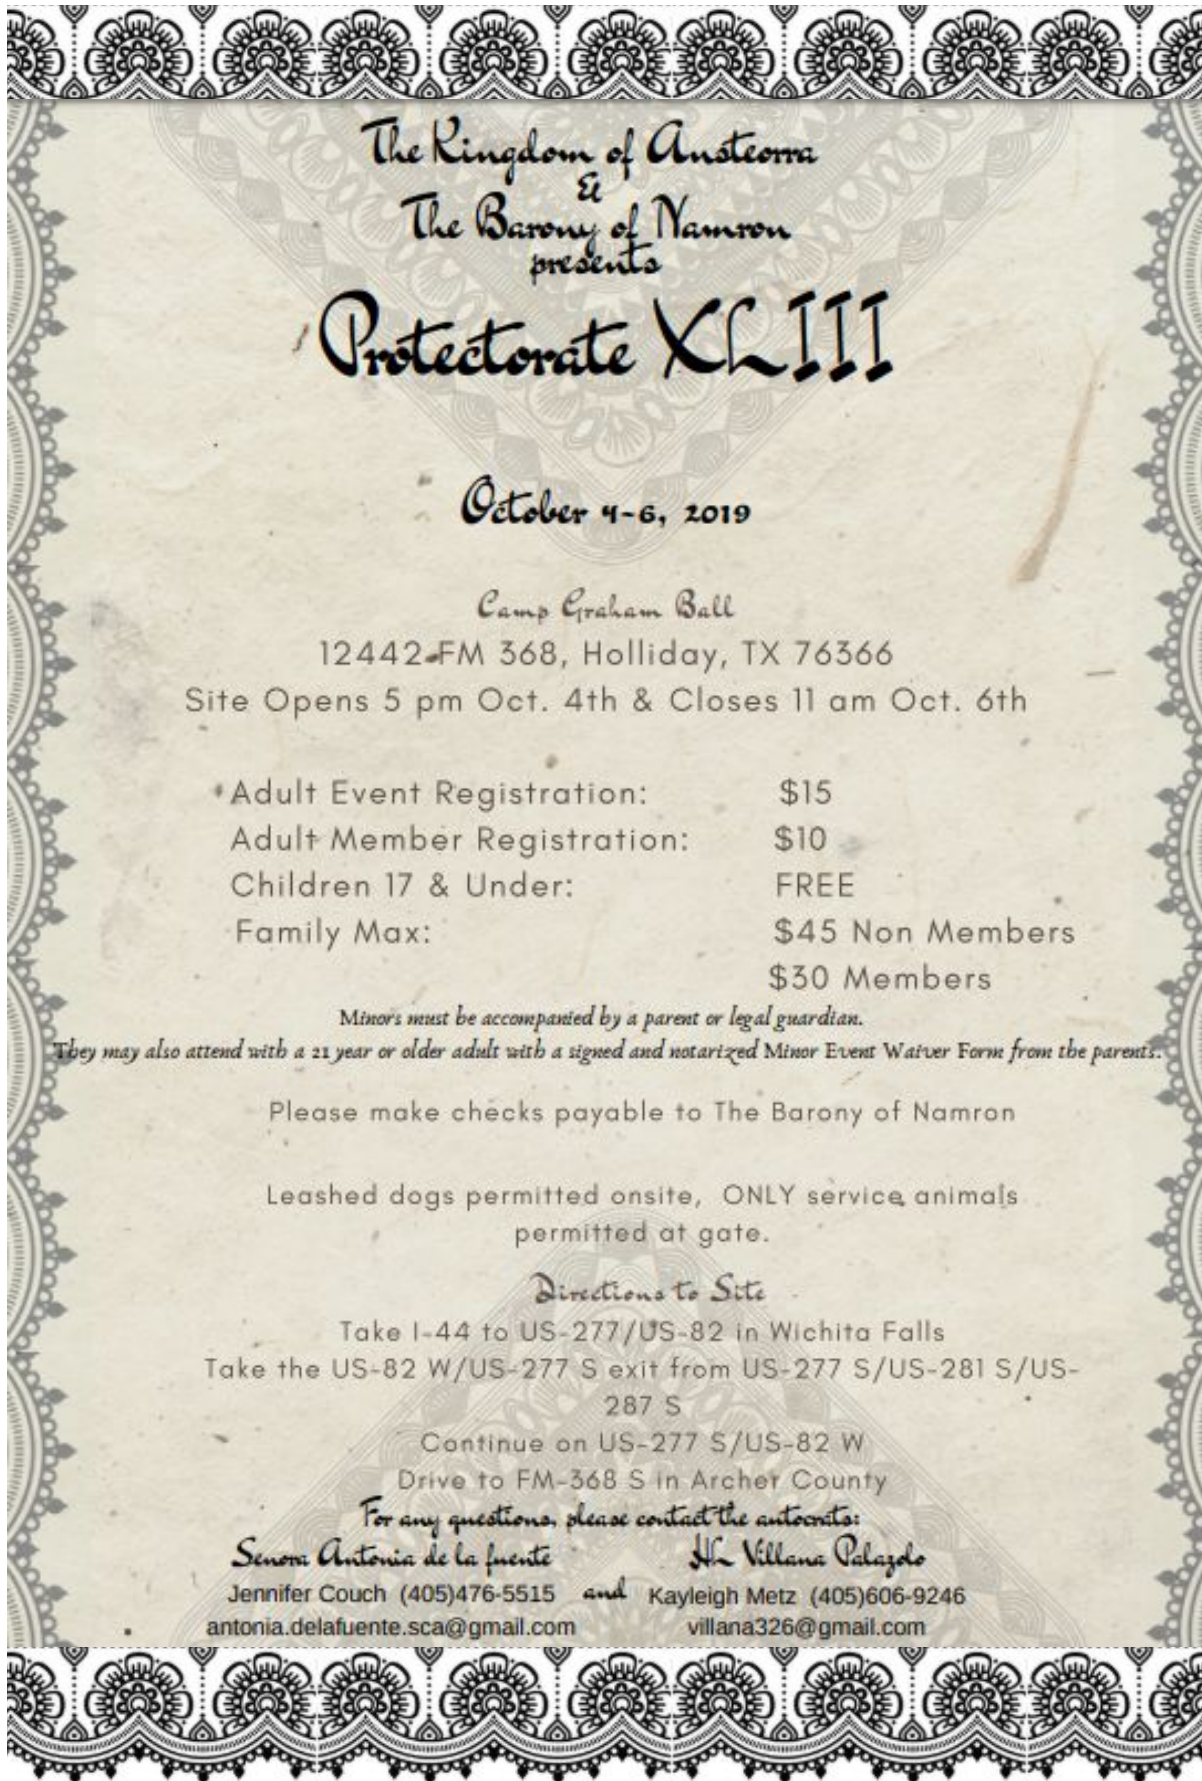 The Kingdom of Ansteorra
&
The Barony of Namron
presents
Protectorate XLIII
October 4-6, 2019
Camp Graham Ball
12442 FM 368, Holliday, TX 76366
Site Opens 5 pm Oct. 4th & Closes 11 am Oct. 6th
Adult Event Registration: $15
Adult Member Registration: $10
Children 17 & Under: FREE
Family Max: $45 Non Members
$30 Members
Minors must be accompanied by a parent or legal guardian.
They may also attend with a 21 year or older adult with a signed and notarized Minor Event Waiver Form from the parents.
Please make checks payable to The Barony of Namron
Leashed dogs permitted onsite, ONLY service animals
permitted at gate.
Directions to Site
Take I-44 to US-277/US-82 in Wichita Falls
Take the US-82 W/US-277 S exit from US-277 S/US-281 S/US-
287 S
Continue on US-277 S/US-82 W
Drive to FM-368 S in Archer County
For any questions, please contact the autocrats:
Senora Antonia de la fuente HL Villana Palazolo
Jennifer Couch (405)476-5515 and Kayleigh Metz (405)606-9246
antonia.delafuente.sca@gmail.com villana326@gmail.com